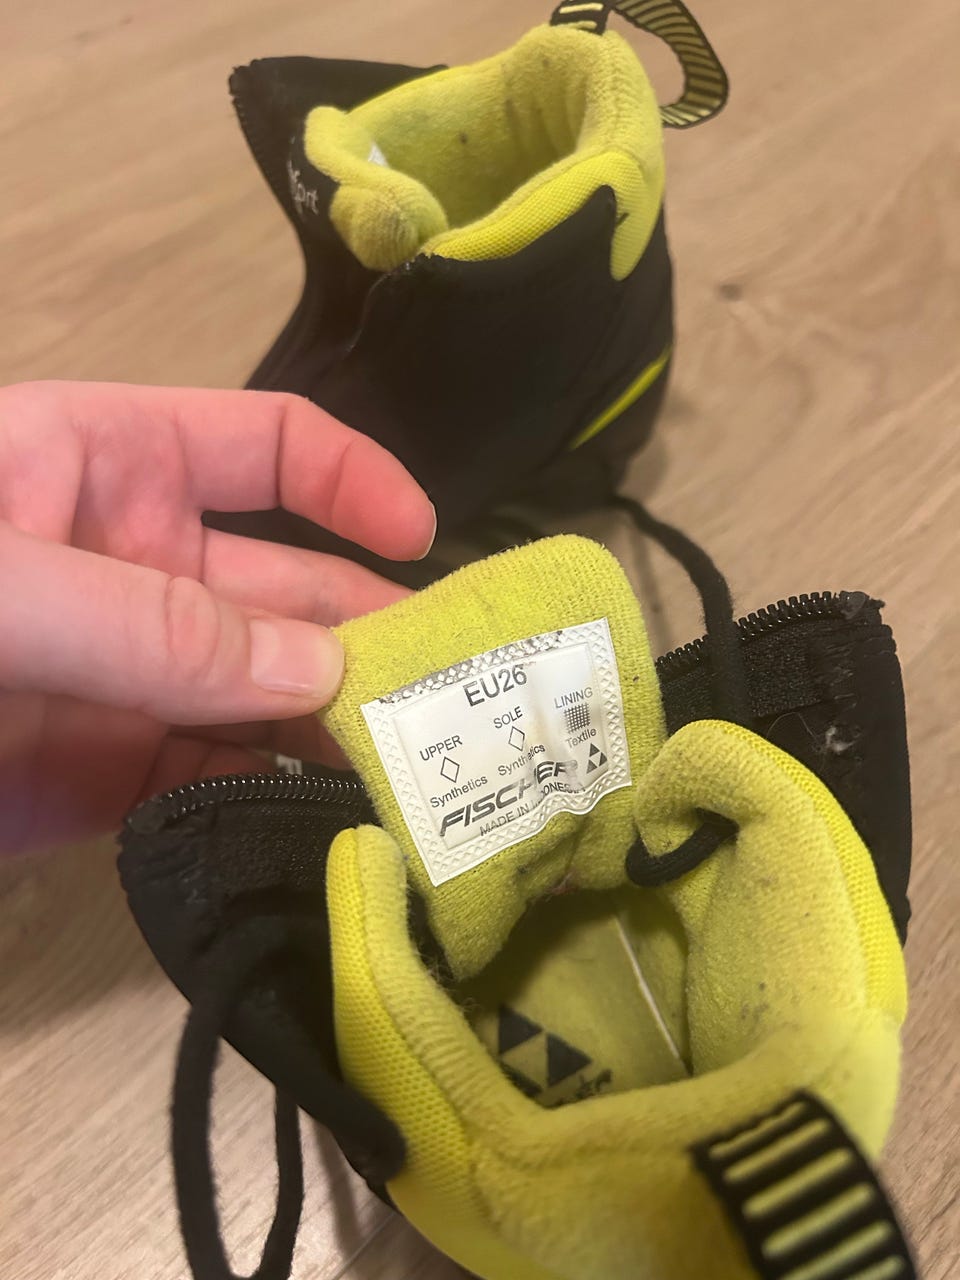 EU26
UPPER SOLE LINING
Synthetics Synthetics Textile
FISCHER
MADE IN INDONESIA